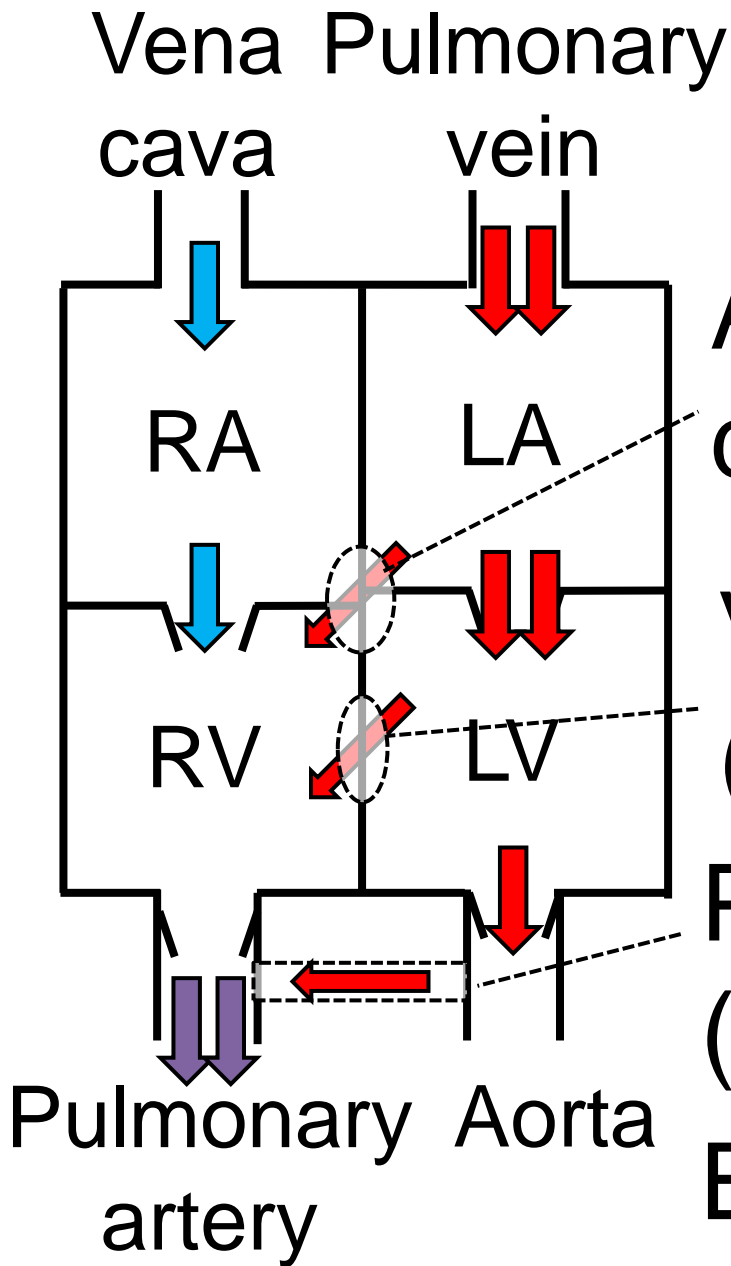 Vena Pulmonary
cava vein
A
RA LA
RV LV
(
P
(
Pulmonary Aorta
artery
E